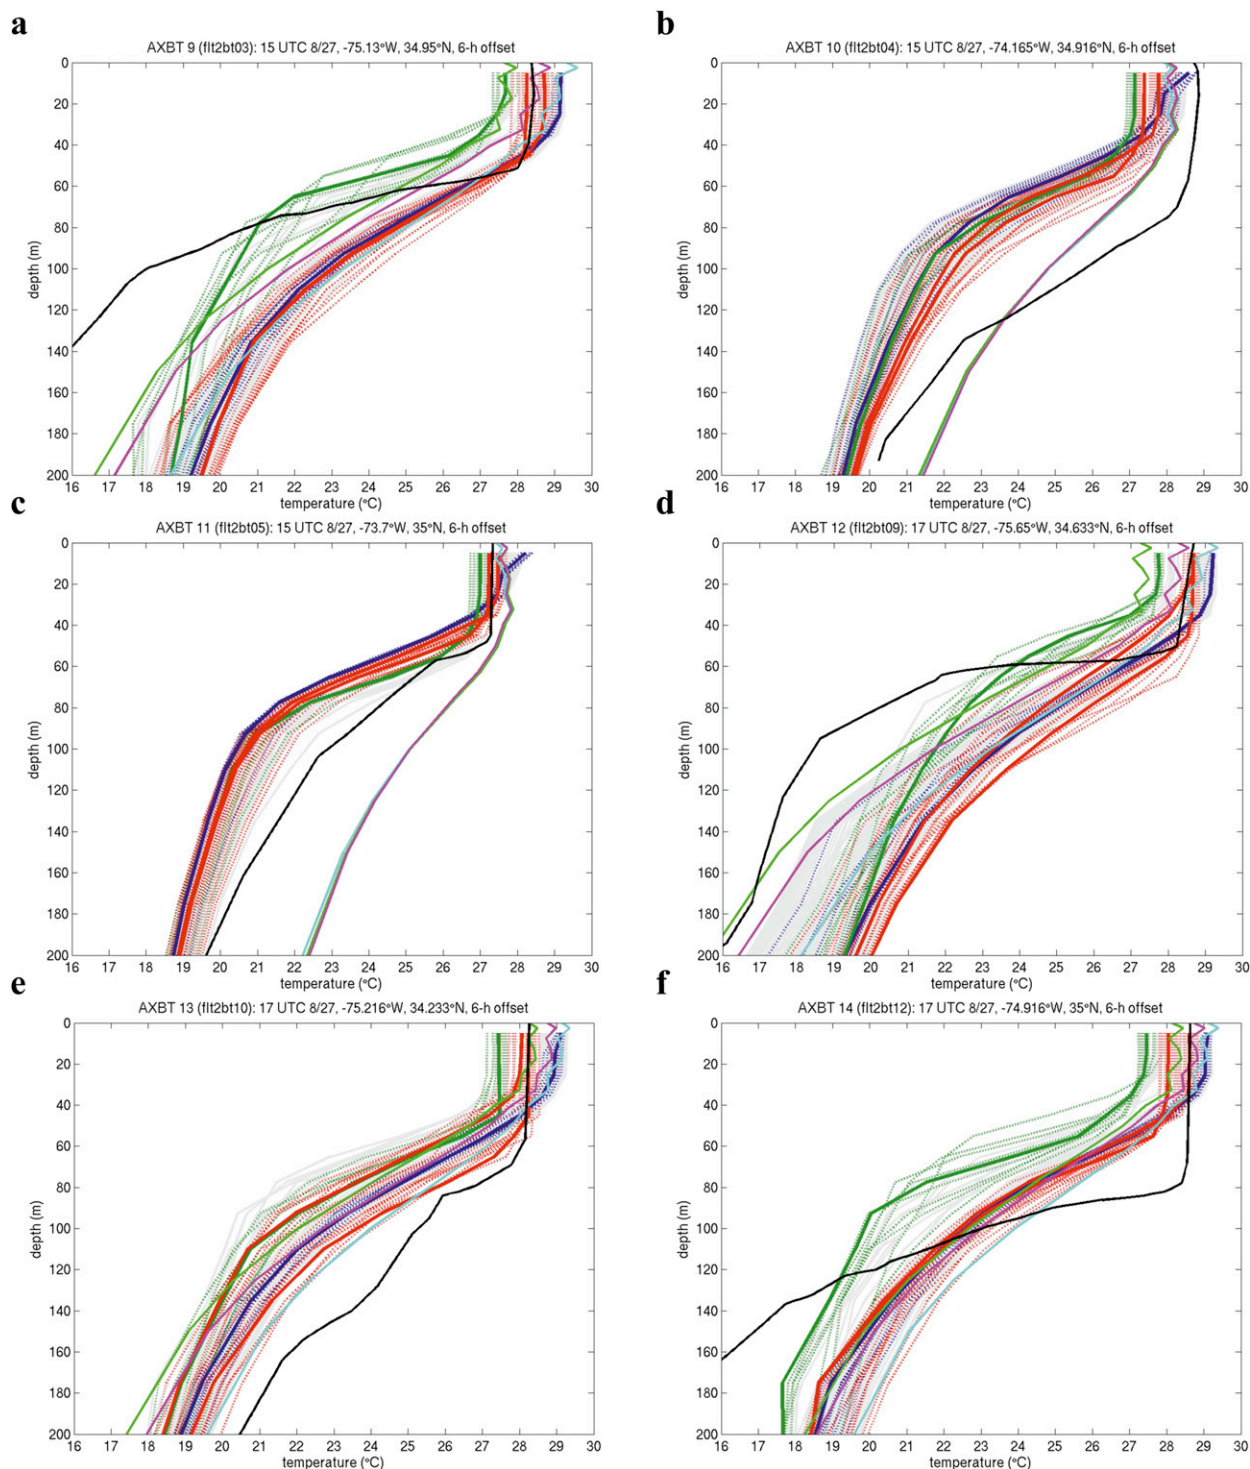 a
AXBT 9 (flt2bt03): 15 UTC 8/27, -75.13°W, 34.95°N, 6-h offset
0
20
40
60
80
100
120
140
160
180
200
depth (m)
16 17 18 19 20 21 22 23 24 25 26 27 28 29 30
temperature (°C)
b
AXBT 10 (flt2bt04): 15 UTC 8/27, -74.165°W, 34.916°N, 6-h offset
0
20
40
60
80
100
120
140
160
180
200
depth (m)
16 17 18 19 20 21 22 23 24 25 26 27 28 29 30
temperature (°C)
c
AXBT 11 (flt2bt05): 15 UTC 8/27, -73.7°W, 35°N, 6-h offset
0
20
40
60
80
100
120
140
160
180
200
depth (m)
16 17 18 19 20 21 22 23 24 25 26 27 28 29 30
temperature (°C)
d
AXBT 12 (flt2bt09): 17 UTC 8/27, -75.65°W, 34.633°N, 6-h offset
0
20
40
60
80
100
120
140
160
180
200
depth (m)
16 17 18 19 20 21 22 23 24 25 26 27 28 29 30
temperature (°C)
e
AXBT 13 (flt2bt10): 17 UTC 8/27, -75.216°W, 34.233°N, 6-h offset
0
20
40
60
80
100
120
140
160
180
200
depth (m)
16 17 18 19 20 21 22 23 24 25 26 27 28 29 30
temperature (°C)
f
AXBT 14 (flt2bt12): 17 UTC 8/27, -74.916°W, 35°N, 6-h offset
0
20
40
60
80
100
120
140
160
180
200
depth (m)
16 17 18 19 20 21 22 23 24 25 26 27 28 29 30
temperature (°C)